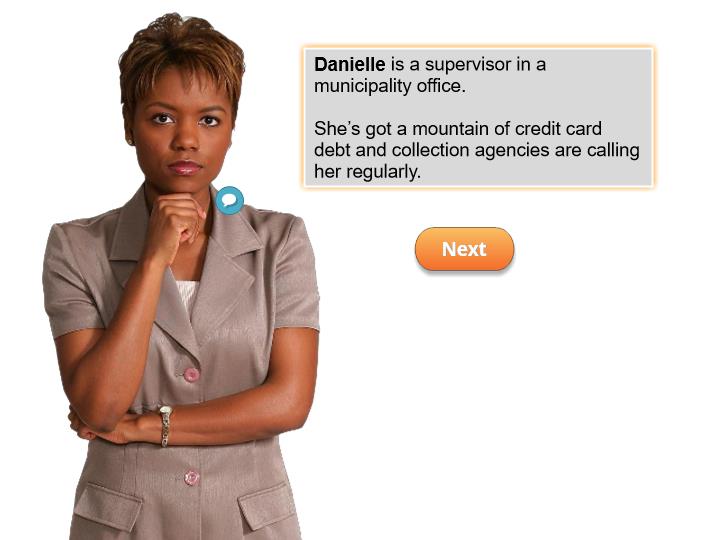 Danielle is a supervisor in a
municipality office.
She's got a mountain of credit card
debt and collection agencies are calling
her regularly.
Next